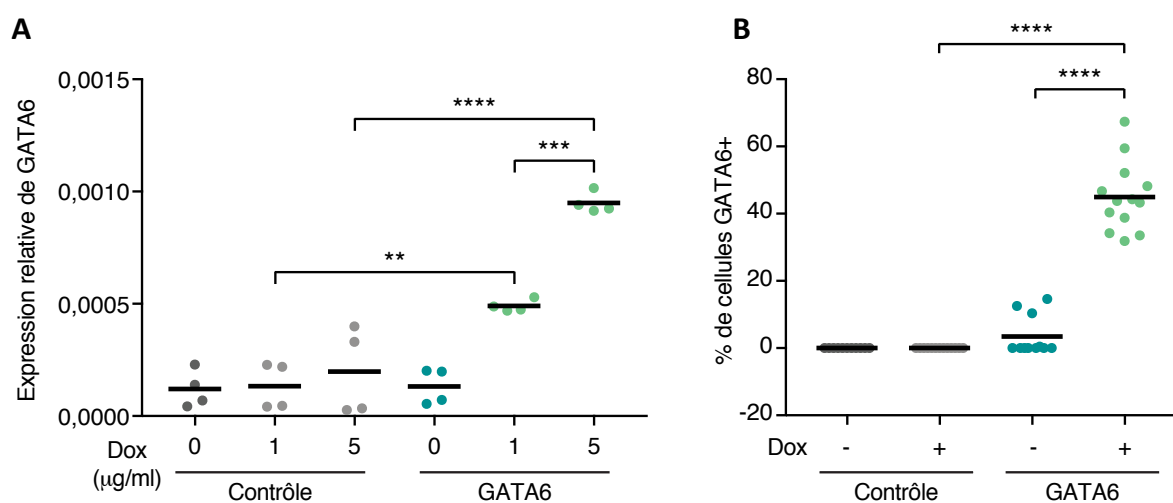 A
Expression relative de GATA6
0,0015
0,0010
0,0005
0,0000
****
***
**
Dox
(μg/ml)
0 1 5 0 1 5
Contrôle GATA6
B
% de cellules GATA6+
80
60
40
20
0
-20
****
****
Dox - + - +
Contrôle GATA6